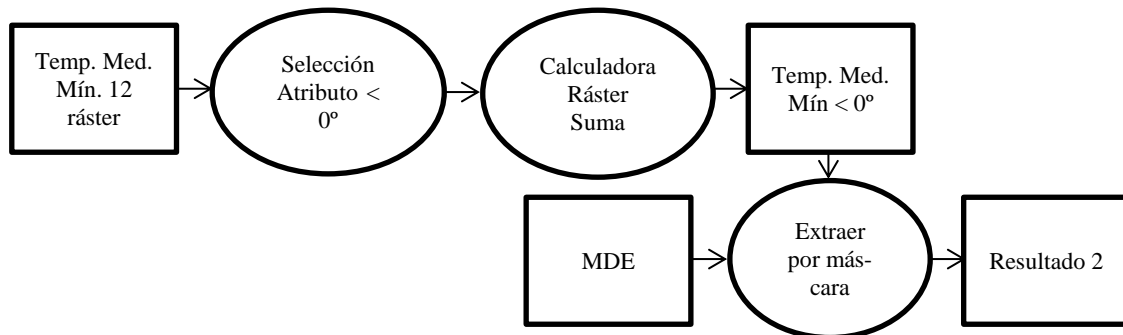 Temp. Med.
Mín. 12
ráster
Selección
Atributo <
0º
Calculadora
Ráster
Suma
Temp. Med.
Mín < 0º
MDE
Extraer
por más-
cara
Resultado 2